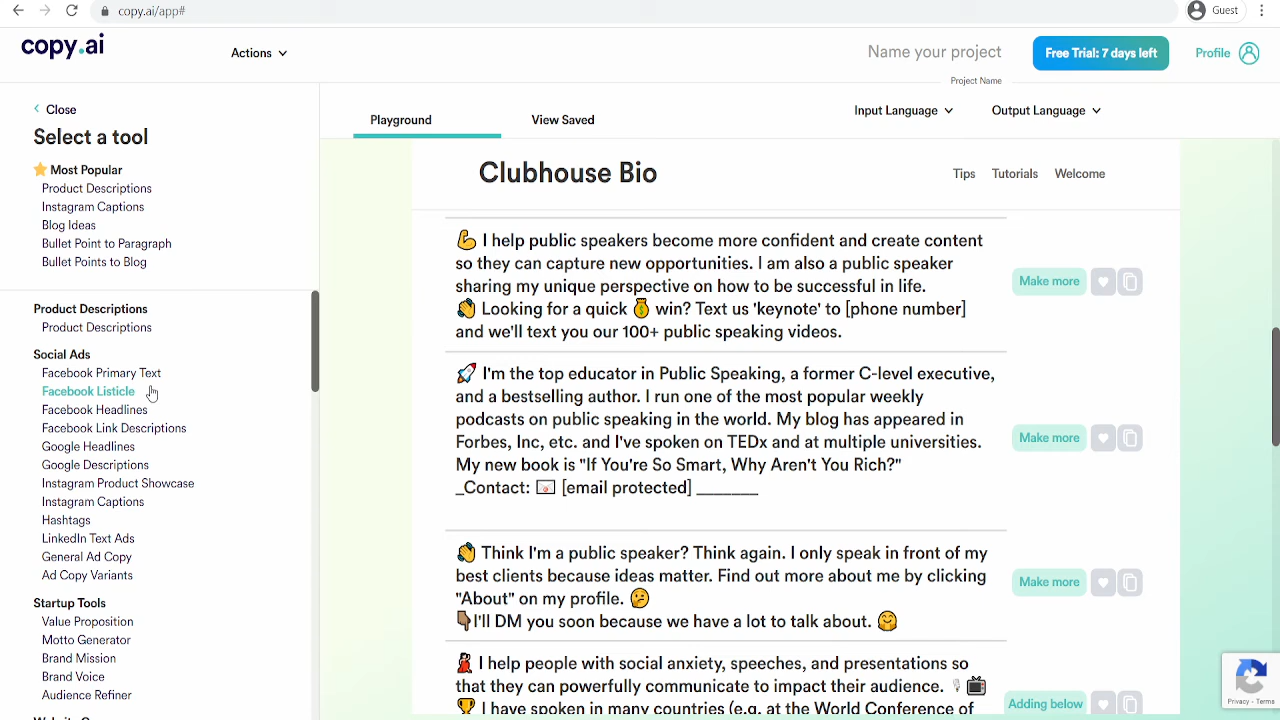 copy.ai/app#
Guest
copy.ai
Actions
Name your project
Project Name
Free Trial: 7 days left
Profile
Close
Select a tool
Most Popular
Product Descriptions
Instagram Captions
Blog Ideas
Bullet Point to Paragraph
Bullet Points to Blog
Product Descriptions
Product Descriptions
Social Ads
Facebook Primary Text
Facebook Listicle
Facebook Headlines
Facebook Link Descriptions
Google Headlines
Google Descriptions
Instagram Product Showcase
Instagram Captions
Hashtags
LinkedIn Text Ads
General Ad Copy
Ad Copy Variants
Startup Tools
Value Proposition
Motto Generator
Brand Mission
Brand Voice
Audience Refiner
Playground
View Saved
Input Language
Output Language
Clubhouse Bio
Tips
Tutorials
Welcome
💪 I help public speakers become more confident and create content
so they can capture new opportunities. I am also a public speaker
sharing my unique perspective on how to be successful in life.
👋 Looking for a quick 💰 win? Text us 'keynote' to [phone number]
and we'll text you our 100+ public speaking videos.
Make more
🚀 I'm the top educator in Public Speaking, a former C-level executive,
and a bestselling author. I run one of the most popular weekly
podcasts on public speaking in the world. My blog has appeared in
Forbes, Inc, etc. and I've spoken on TEDx and at multiple universities.
My new book is "If You're So Smart, Why Aren't You Rich?"
_Contact: 💌 [email protected] _______
Make more
👋 Think I'm a public speaker? Think again. I only speak in front of my
best clients because ideas matter. Find out more about me by clicking
"About" on my profile. 🤔
👇🏽I'll DM you soon because we have a lot to talk about. 🤗
Make more
💃 I help people with social anxiety, speeches, and presentations so
that they can powerfully communicate to impact their audience. 🎙📺
🏆 I have spoken in many countries (e.g. at the World Conference of
Adding below
Privacy - Terms